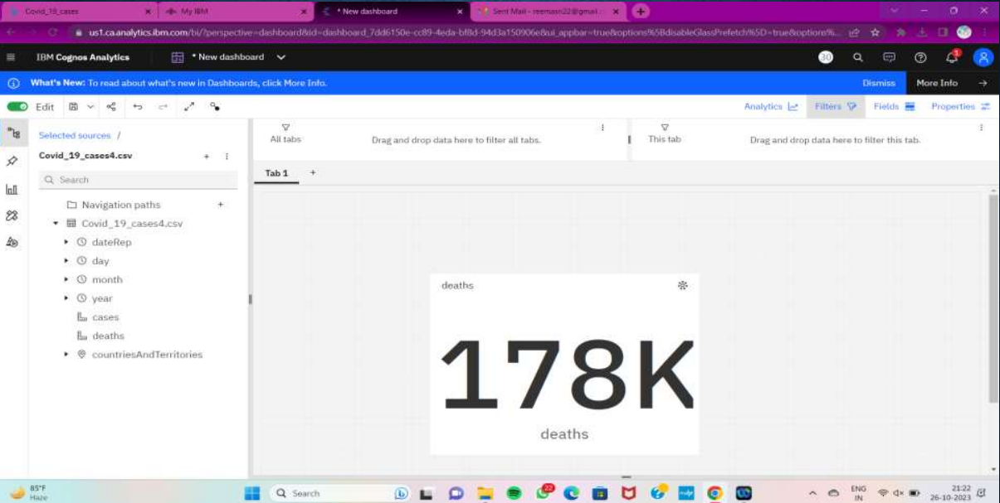 Covid_19_cases
My IBM
* New dashboard
Sent Mail - reemasri22@gmail.
us1.ca.analytics.ibm.com/bi/?perspective=dashboard&id=dashboard_7dd6150e-cc89-4eda-bf8d-94d3a150906e&ui_appbar=true&options%5BdisableGlassPrefetch%5D=true&options%...
IBM Cognos Analytics
* New dashboard
30
1
What's New: To read about what's new in Dashboards, click More Info.
Dismiss
More Info
Edit
Analytics
Filters
Fields
Properties
Selected sources /
Covid_19_cases4.csv
Search
Navigation paths
Covid_19_cases4.csv
dateRep
day
month
year
cases
deaths
countriesAndTerritories
All tabs
Drag and drop data here to filter all tabs.
This tab
Drag and drop data here to filter this tab.
Tab 1
deaths
178K
deaths
85°F
Haze
Search
22
ENG
IN
21:22
26-10-2023